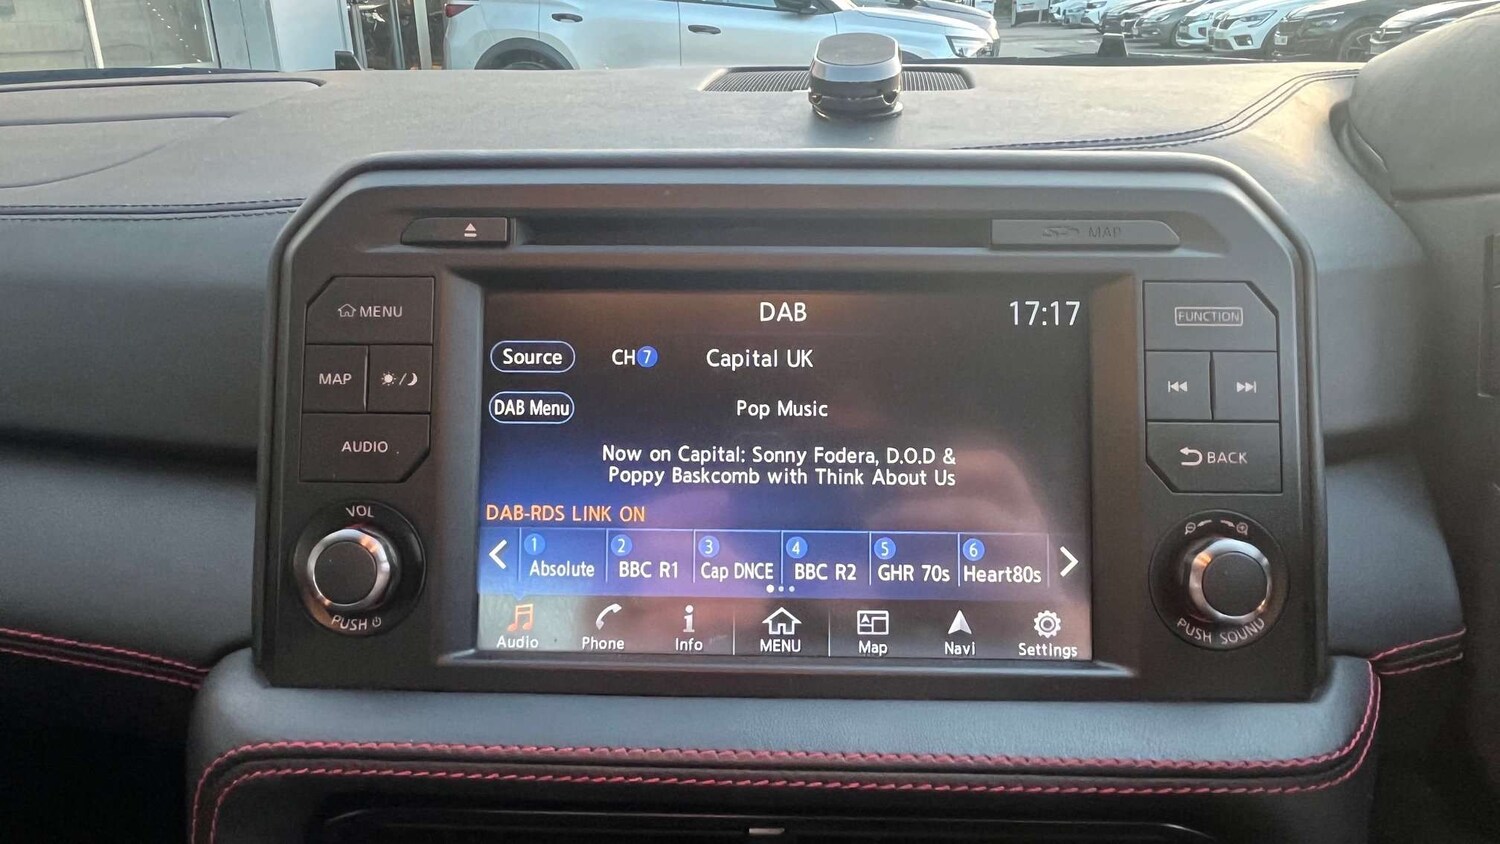 MAP
MENU
MAP
AUDIO
VOL
PUSH
FUNCTION
BACK
PUSH SOUND
DAB
17:17
Source
CH 7
Capital UK
DAB Menu
Pop Music
Now on Capital: Sonny Fodera, D.O.D &
Poppy Baskcomb with Think About Us
DAB-RDS LINK ON
1 2 3 4 5 6
Absolute BBC R1 Cap DNCE BBC R2 GHR 70s Heart80s
Audio Phone Info MENU Map Navi Settings